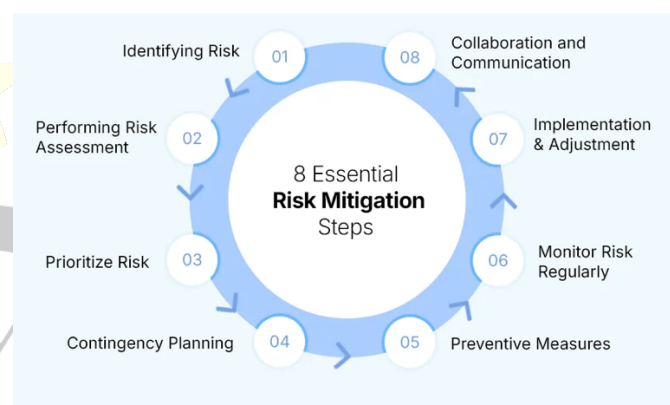 8 Essential
Risk Mitigation
Steps
01
Identifying Risk
02
Performing Risk
Assessment
03
Prioritize Risk
04
Contingency Planning
05
Preventive Measures
06
Monitor Risk
Regularly
07
Implementation
& Adjustment
08
Collaboration and
Communication